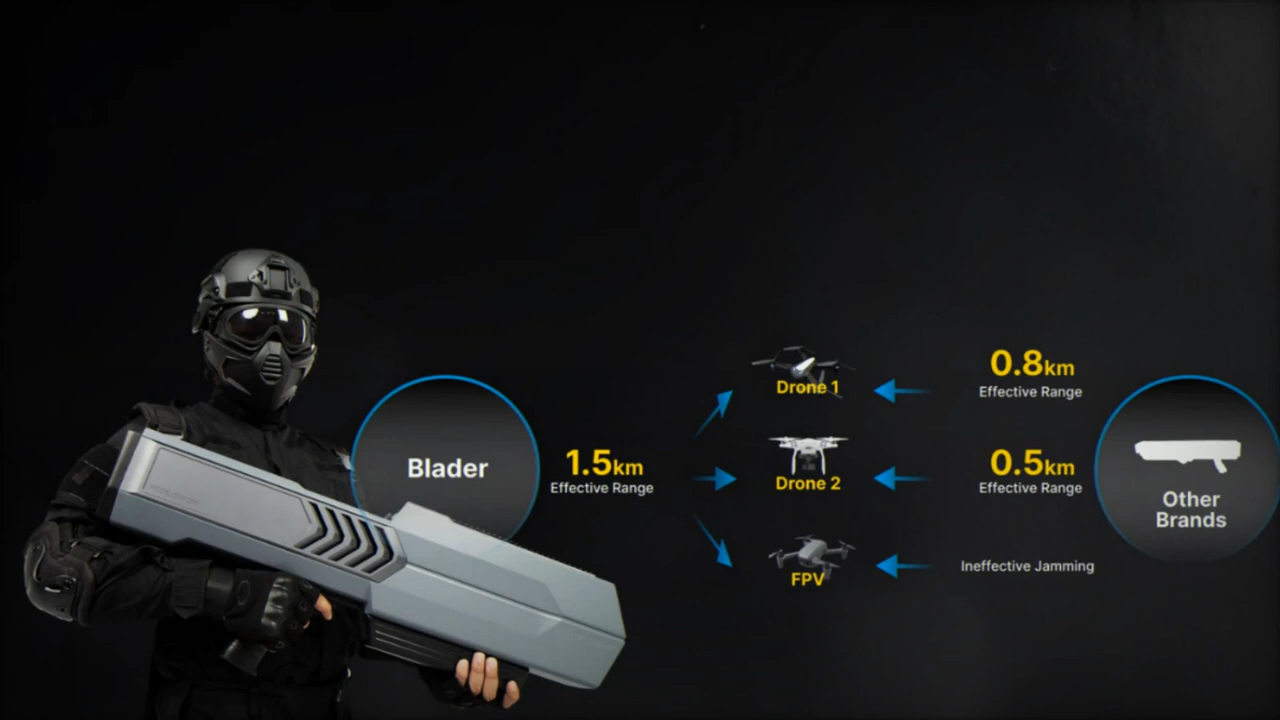 Blader
1.5km
Effective Range
Drone 1
Drone 2
FPV
0.8km
Effective Range
0.5km
Effective Range
Ineffective Jamming
Other
Brands